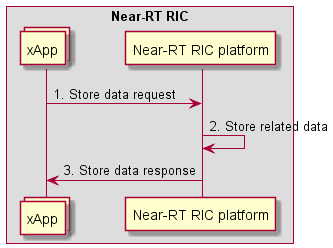 Near-RT RIC
xApp
Near-RT RIC platform
1. Store data request
2. Store related data
3. Store data response
xApp
Near-RT RIC platform